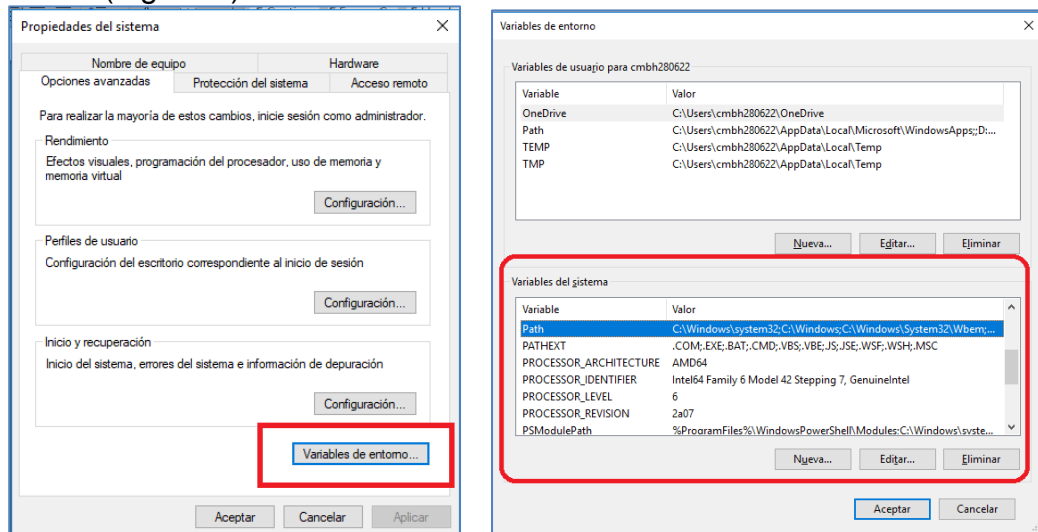 Propiedades del sistema
Nombre de equipo Hardware
Opciones avanzadas Protección del sistema Acceso remoto
Para realizar la mayoría de estos cambios, inicie sesión como administrador.
Rendimiento
Efectos visuales, programación del procesador, uso de memoria y
memoria virtual
Configuración...
Perfiles de usuario
Configuración del escritorio correspondiente al inicio de sesión
Configuración...
Inicio y recuperación
Inicio del sistema, errores del sistema e información de depuración
Configuración...
Variables de entorno...
Aceptar Cancelar Aplicar
Variables de entorno
Variables de usuario para cmbh280622
Variable Valor
OneDrive C:\Users\cmbh280622\OneDrive
Path C:\Users\cmbh280622\AppData\Local\Microsoft\WindowsApps;;D:...
TEMP C:\Users\cmbh280622\AppData\Local\Temp
TMP C:\Users\cmbh280622\AppData\Local\Temp
Nueva... Editar... Eliminar
Variables del sistema
Variable Valor
Path C:\Windows\system32;C:\Windows;C:\Windows\System32\Wbem;...
PATHEXT .COM;.EXE;.BAT;.CMD;.VBS;.VBE;.JS;.JSE;.WSF;.WSH;.MSC
PROCESSOR_ARCHITECTURE AMD64
PROCESSOR_IDENTIFIER Intel64 Family 6 Model 42 Stepping 7, GenuineIntel
PROCESSOR_LEVEL 6
PROCESSOR_REVISION 2a07
PSModulePath %ProgramFiles%\WindowsPowerShell\Modules;C:\Windows\syste...
Nueva... Editar... Eliminar
Aceptar Cancelar